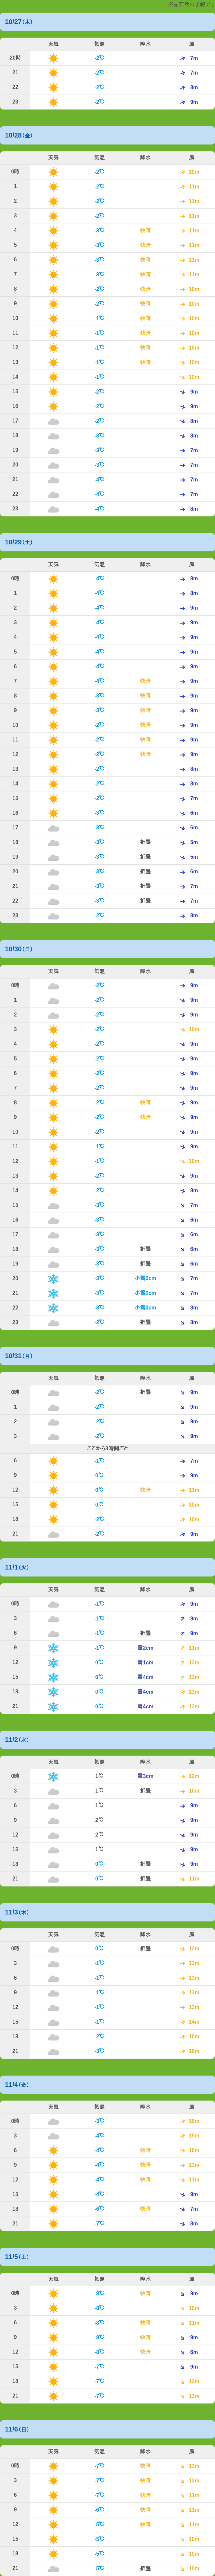 10/27(木)
天気 気温 降水 風
20時 -2℃ 7m
21 -2℃ 7m
22 -2℃ 8m
23 -2℃ 9m
10/28(金)
天気 気温 降水 風
0時 -2℃ 10m
1 -2℃ 11m
2 -2℃ 11m
3 -2℃ 11m
4 -3℃ 快晴 11m
5 -3℃ 快晴 11m
6 -3℃ 快晴 11m
7 -3℃ 快晴 11m
8 -2℃ 快晴 10m
9 -2℃ 快晴 10m
10 -1℃ 快晴 10m
11 -1℃ 快晴 10m
12 -1℃ 快晴 10m
13 -1℃ 快晴 10m
14 -1℃ 10m
15 -2℃ 9m
16 -2℃ 9m
17 -2℃ 8m
18 -3℃ 8m
19 -3℃ 7m
20 -3℃ 7m
21 -4℃ 7m
22 -4℃ 7m
23 -4℃ 8m
10/29(土)
天気 気温 降水 風
0時 -4℃ 8m
1 -4℃ 8m
2 -4℃ 9m
3 -4℃ 9m
4 -4℃ 9m
5 -4℃ 9m
6 -4℃ 9m
7 -4℃ 快晴 9m
8 -3℃ 快晴 9m
9 -3℃ 快晴 9m
10 -2℃ 快晴 9m
11 -2℃ 快晴 9m
12 -2℃ 快晴 9m
13 -2℃ 8m
14 -2℃ 8m
15 -2℃ 7m
16 -3℃ 6m
17 -3℃ 6m
18 -3℃ 折曇 5m
19 -3℃ 折曇 5m
20 -3℃ 折曇 6m
21 -3℃ 折曇 7m
22 -3℃ 折曇 7m
23 -2℃ 8m
10/30(日)
天気 気温 降水 風
0時 -2℃ 9m
1 -2℃ 9m
2 -2℃ 9m
3 -2℃ 10m
4 -2℃ 9m
5 -2℃ 9m
6 -2℃ 9m
7 -2℃ 9m
8 -2℃ 快晴 9m
9 -2℃ 快晴 9m
10 -2℃ 9m
11 -1℃ 9m
12 -1℃ 10m
13 -2℃ 9m
14 -2℃ 8m
15 -3℃ 7m
16 -3℃ 6m
17 -3℃ 6m
18 -3℃ 折曇 6m
19 -3℃ 折曇 6m
20 -3℃ 小雪0cm 7m
21 -3℃ 小雪0cm 7m
22 -3℃ 小雪0cm 8m
23 -2℃ 折曇 8m
10/31(月)
天気 気温 降水 風
0時 -2℃ 折曇 9m
1 -2℃ 9m
2 -2℃ 9m
3 -2℃ 9m
ここから3時間ごと
6 -1℃ 7m
9 0℃ 9m
12 0℃ 快晴 11m
15 0℃ 10m
18 -2℃ 10m
21 -2℃ 9m
11/1(火)
天気 気温 降水 風
0時 -1℃ 9m
3 -1℃ 9m
6 -1℃ 折曇 9m
9 -1℃ 雪2cm 11m
12 0℃ 雪1cm 13m
15 0℃ 雪4cm 13m
18 0℃ 雪4cm 13m
21 0℃ 雪4cm 12m
11/2(水)
天気 気温 降水 風
0時 1℃ 雪3cm 12m
3 1℃ 折曇 10m
6 1℃ 9m
9 2℃ 9m
12 2℃ 9m
15 1℃ 9m
18 0℃ 折曇 9m
21 0℃ 折曇 11m
11/3(木)
天気 気温 降水 風
0時 0℃ 折曇 12m
3 -1℃ 13m
6 -1℃ 13m
9 -1℃ 13m
12 -1℃ 13m
15 -1℃ 14m
18 -2℃ 16m
21 -3℃ 16m
11/4(金)
天気 気温 降水 風
0時 -3℃ 16m
3 -4℃ 15m
6 -4℃ 快晴 16m
9 -4℃ 快晴 13m
12 -4℃ 快晴 11m
15 -4℃ 9m
18 -6℃ 快晴 7m
21 -7℃ 8m
11/5(土)
天気 気温 降水 風
0時 -8℃ 快晴 9m
3 -8℃ 10m
6 -8℃ 快晴 11m
9 -8℃ 快晴 9m
12 -8℃ 快晴 6m
15 -7℃ 9m
18 -7℃ 12m
21 -7℃ 13m
11/6(日)
天気 気温 降水 風
0時 -7℃ 快晴 13m
3 -7℃ 快晴 12m
6 -7℃ 快晴 11m
9 -6℃ 快晴 11m
12 -5℃ 快晴 11m
15 -5℃ 10m
18 -5℃ 10m
21 -5℃ 折曇 10m